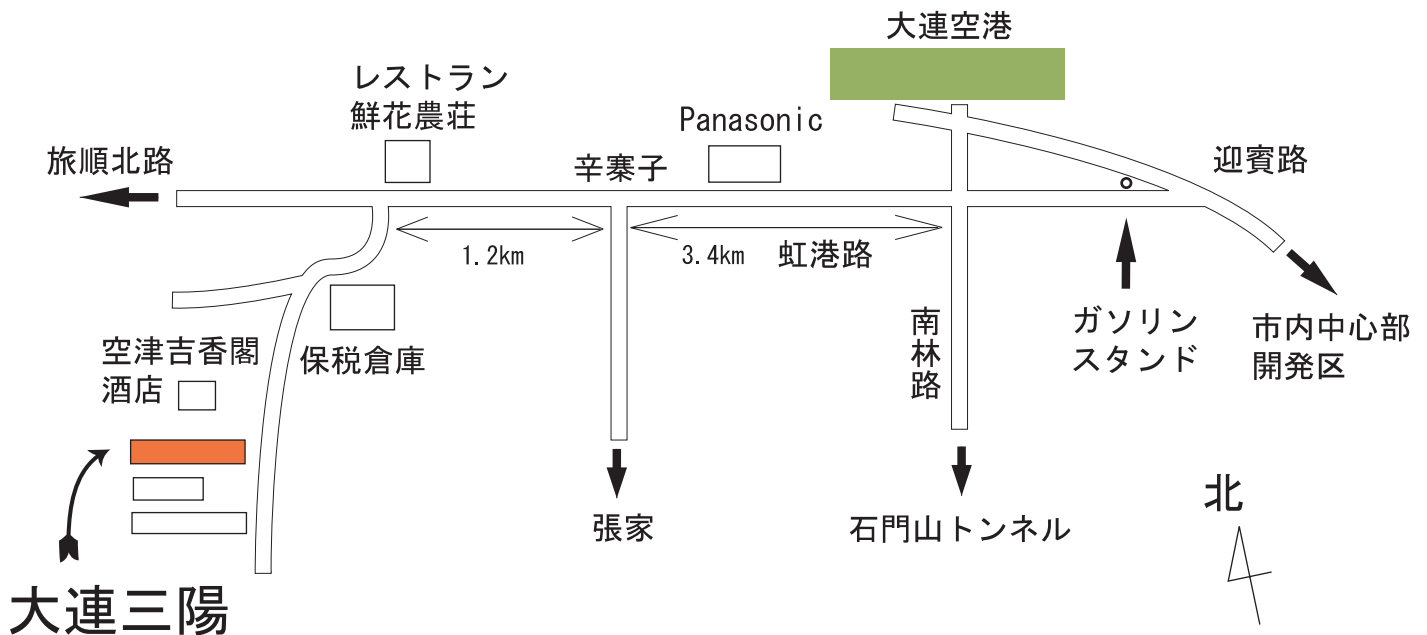 大連空港
レストラン
鮮花農荘
Panasonic
旅順北路
辛寨子
迎賓路
1.2km
3.4km
虹港路
南林路
ガソリン
スタンド
市内中心部
開発区
空津吉香閣
酒店
保税倉庫
張家
石門山トンネル
北
大連三陽